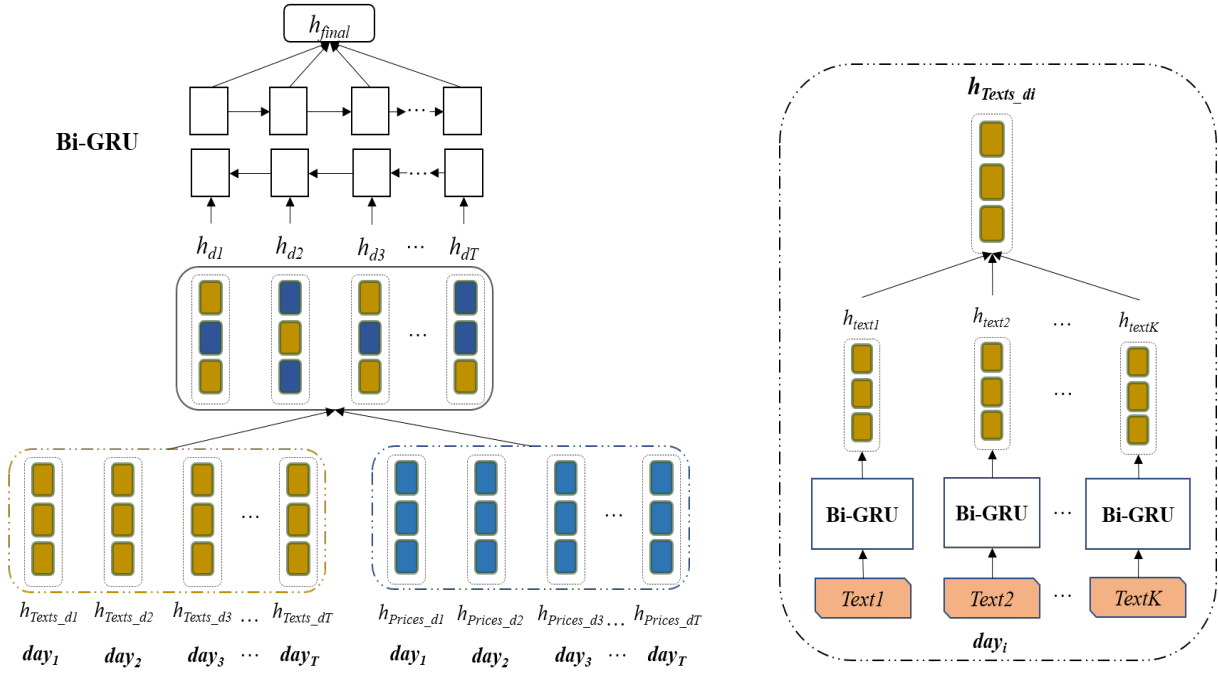 h_final
Bi-GRU
...
...
h_d1 h_d2 h_d3 ... h_dT
...
... ...
h_Texts_d1 h_Texts_d2 h_Texts_d3 ... h_Texts_dT h_Prices_d1 h_Prices_d2 h_Prices_d3 ... h_Prices_dT
day_1 day_2 day_3 ... day_T day_1 day_2 day_3 ... day_T
h_Texts_di
h_text1 h_text2 ... h_textK
...
Bi-GRU Bi-GRU ... Bi-GRU
Text1 Text2 ... TextK
day_i